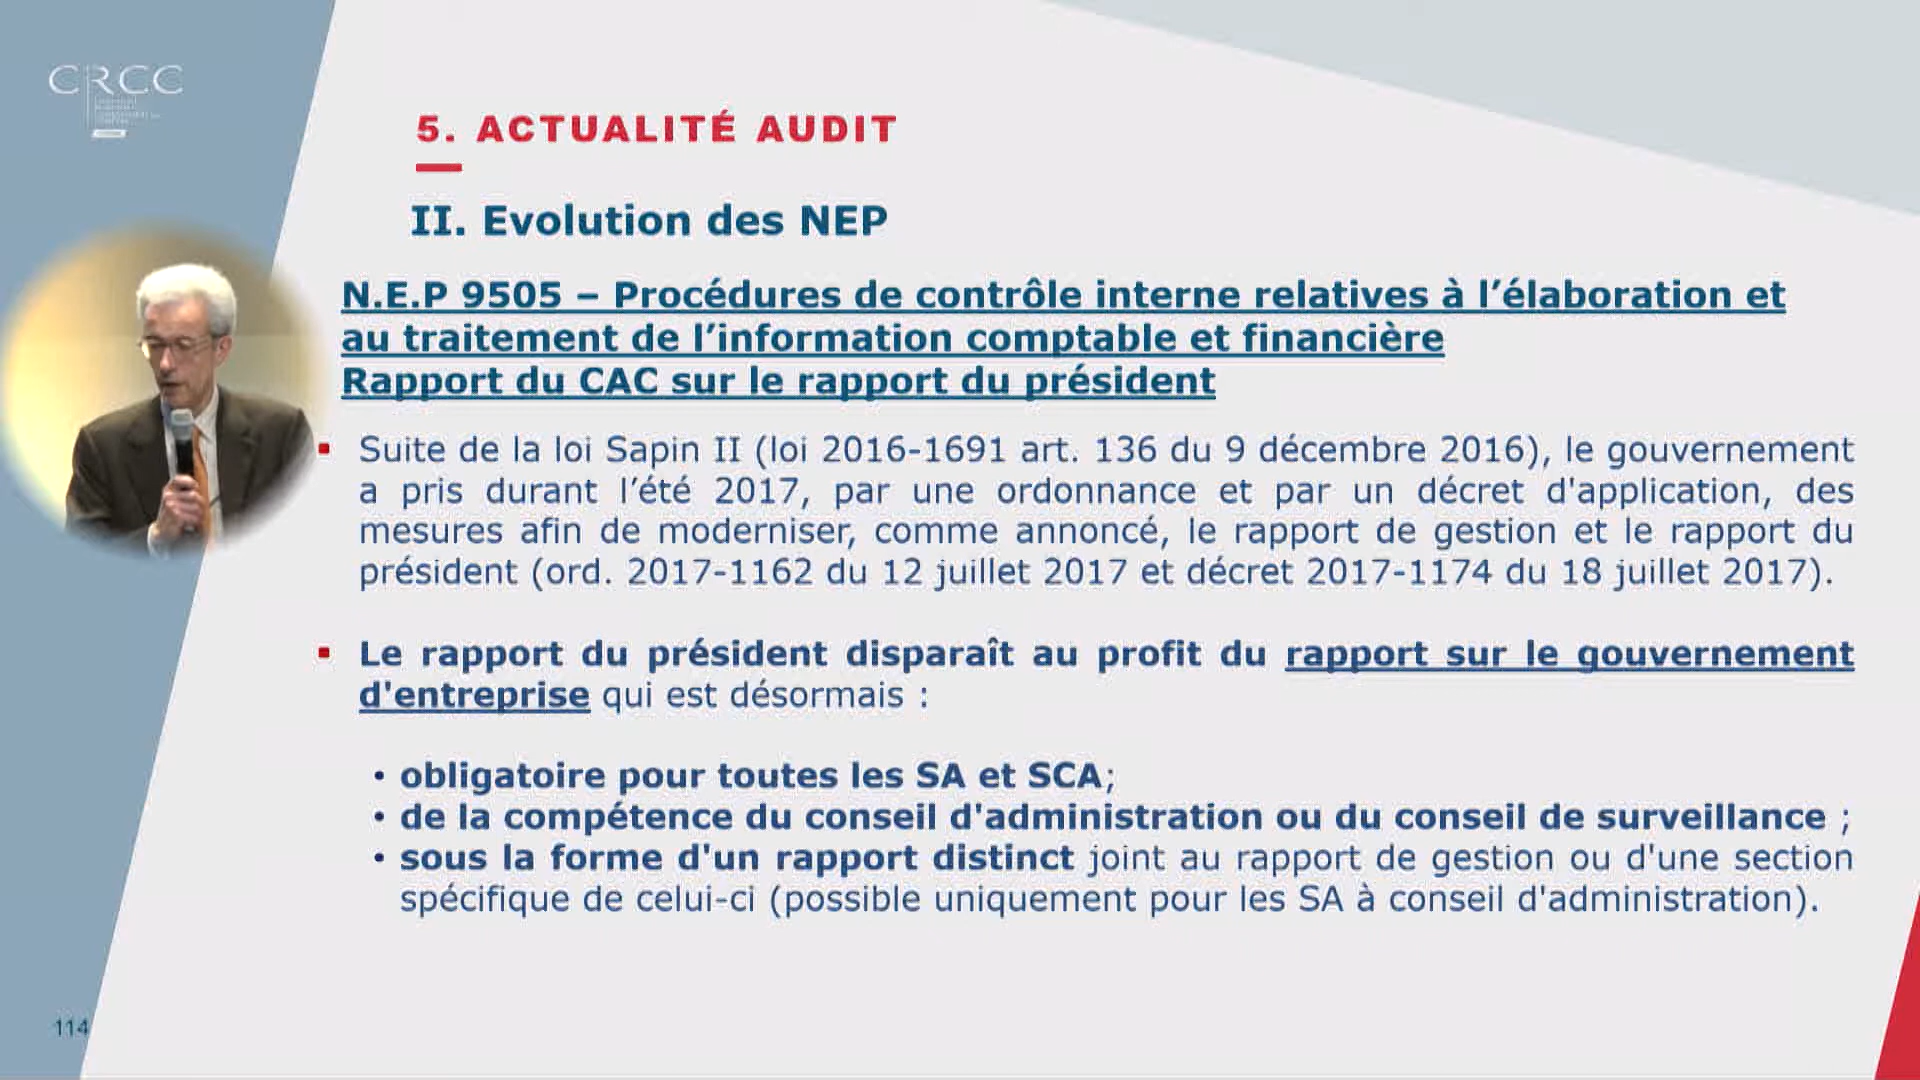 CRCC
5. ACTUALITÉ AUDIT
II. Evolution des NEP
N.E.P 9505 – Procédures de contrôle interne relatives à l’élaboration et
au traitement de l’information comptable et financière
Rapport du CAC sur le rapport du président
▪ Suite de la loi Sapin II (loi 2016-1691 art. 136 du 9 décembre 2016), le gouvernement
a pris durant l’été 2017, par une ordonnance et par un décret d'application, des
mesures afin de moderniser, comme annoncé, le rapport de gestion et le rapport du
président (ord. 2017-1162 du 12 juillet 2017 et décret 2017-1174 du 18 juillet 2017).
▪ Le rapport du président disparaît au profit du rapport sur le gouvernement
d'entreprise qui est désormais :
• obligatoire pour toutes les SA et SCA;
• de la compétence du conseil d'administration ou du conseil de surveillance ;
• sous la forme d'un rapport distinct joint au rapport de gestion ou d'une section
spécifique de celui-ci (possible uniquement pour les SA à conseil d'administration).
114